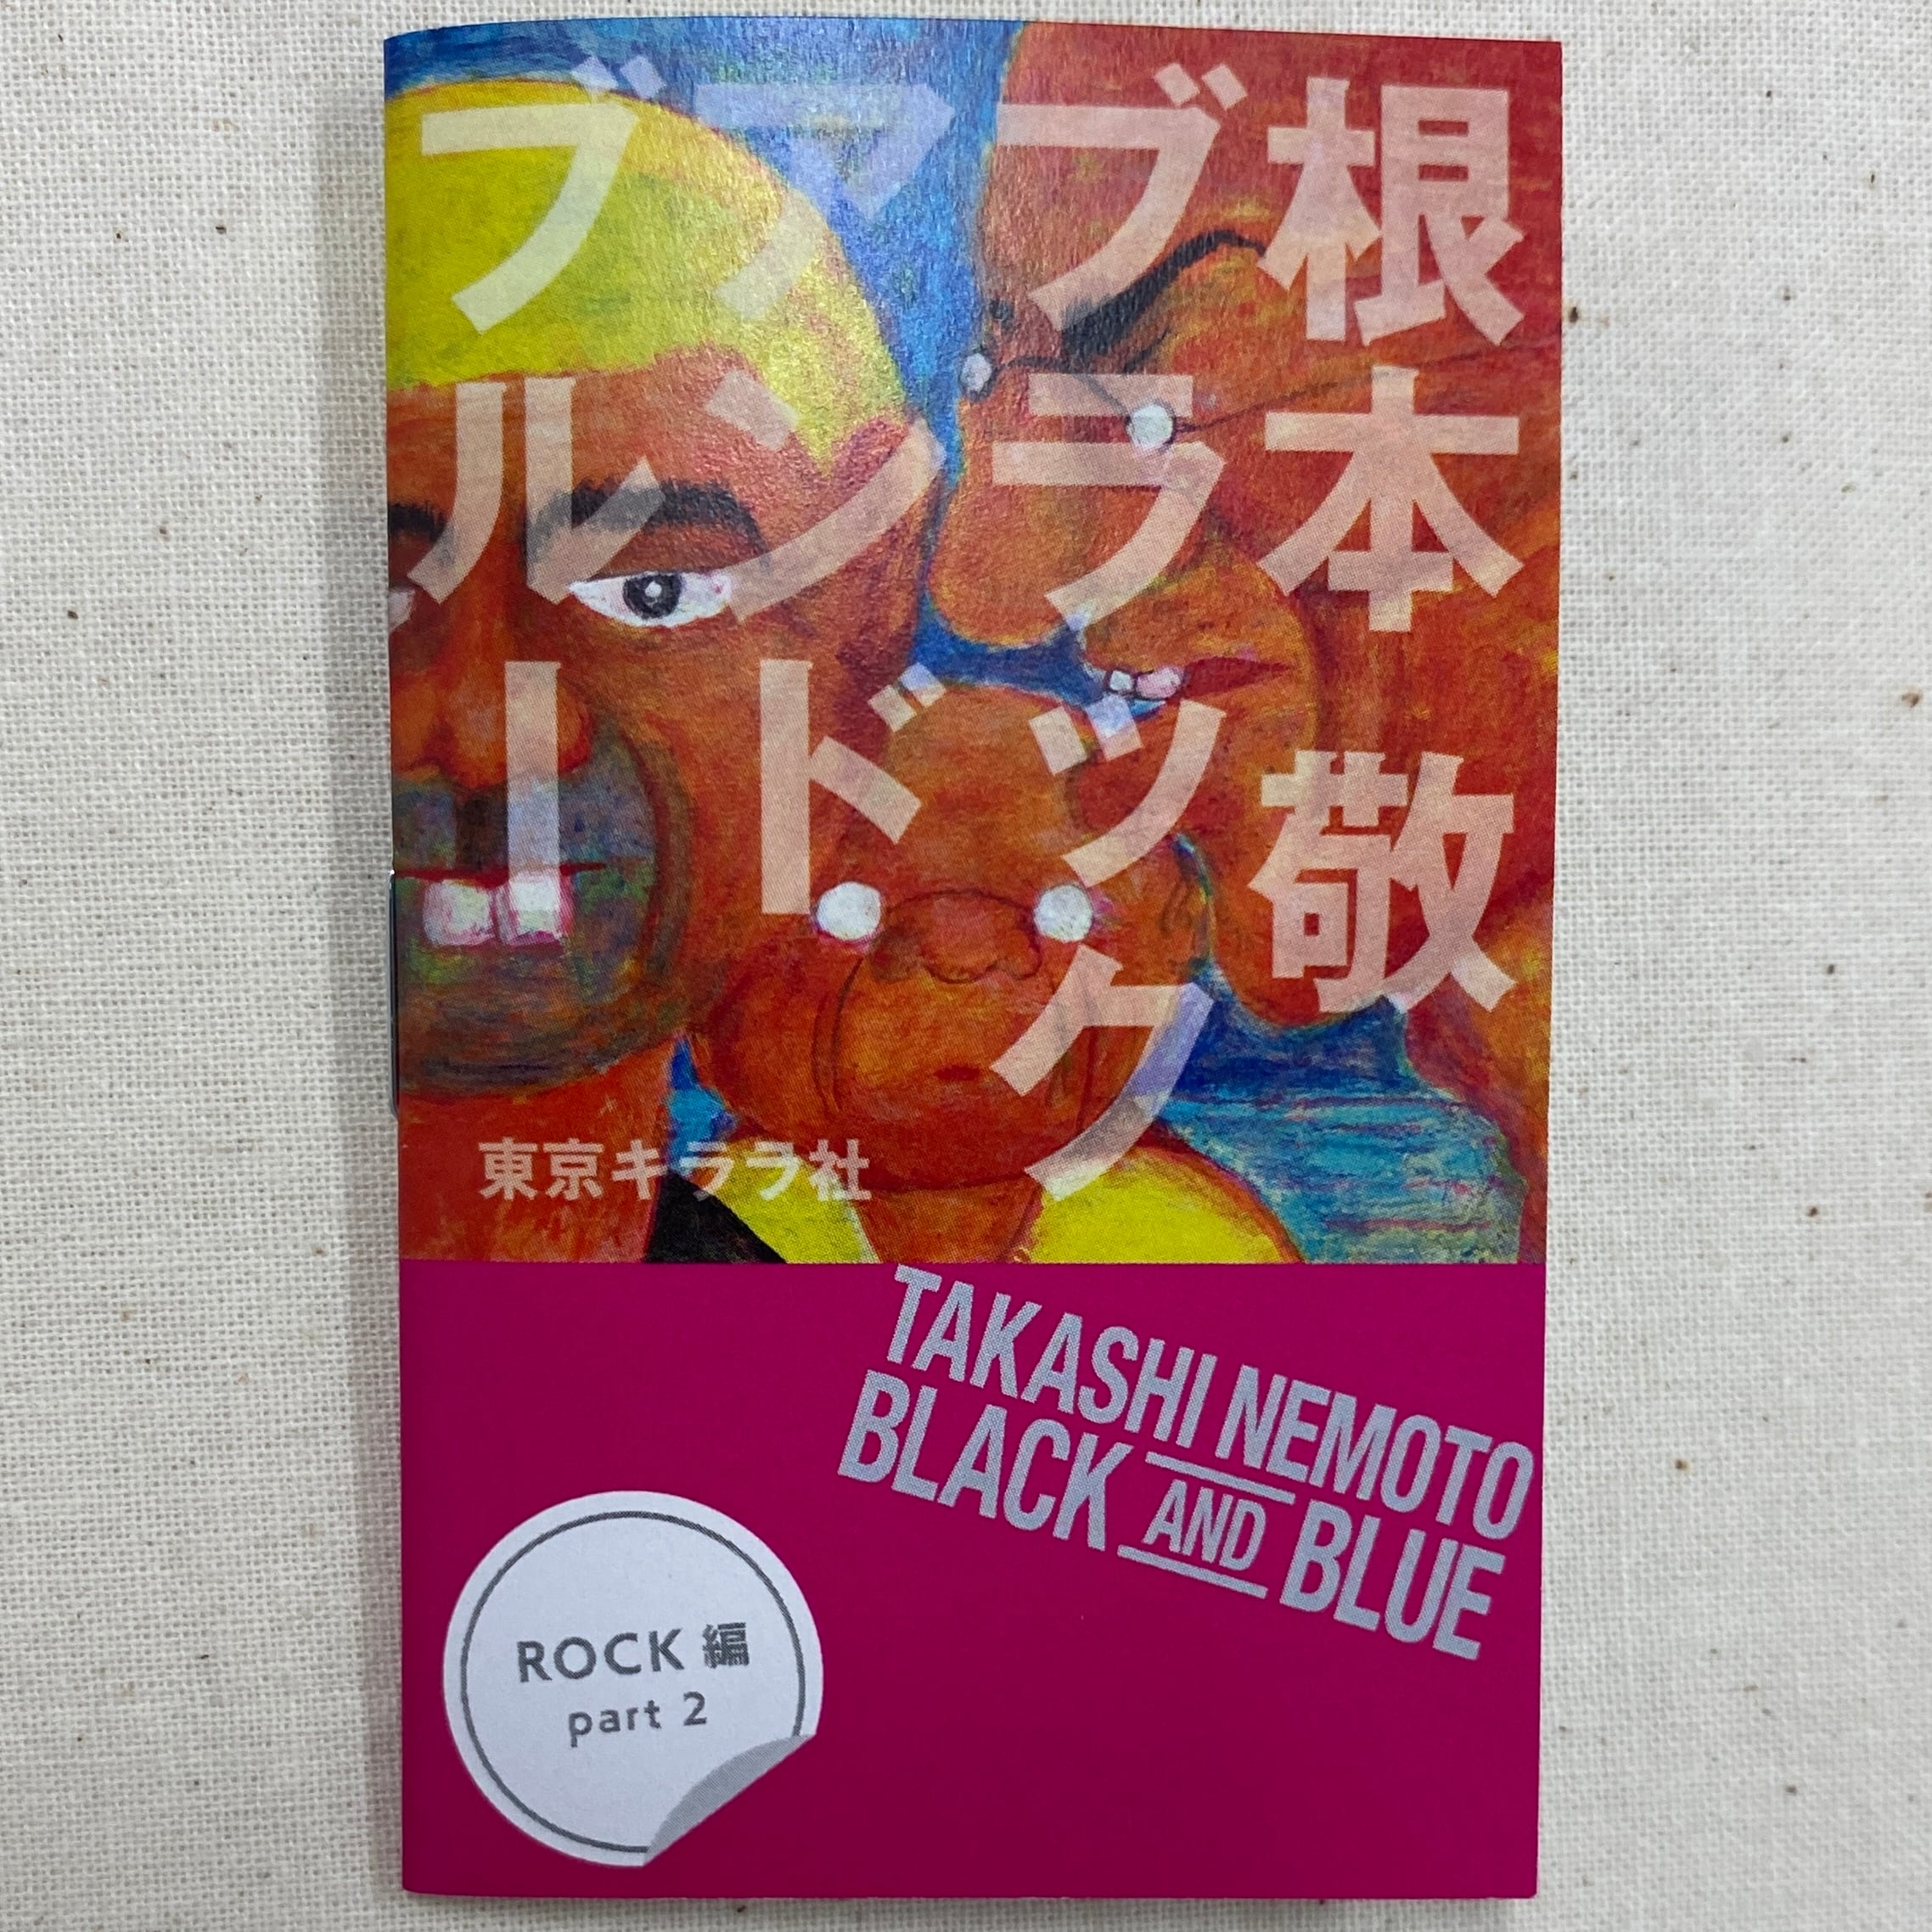 根本 敬
ブラック
アンド
ブルー
東京キララ社
TAKASHI NEMOTO
BLACK AND BLUE
ROCK 編
part 2